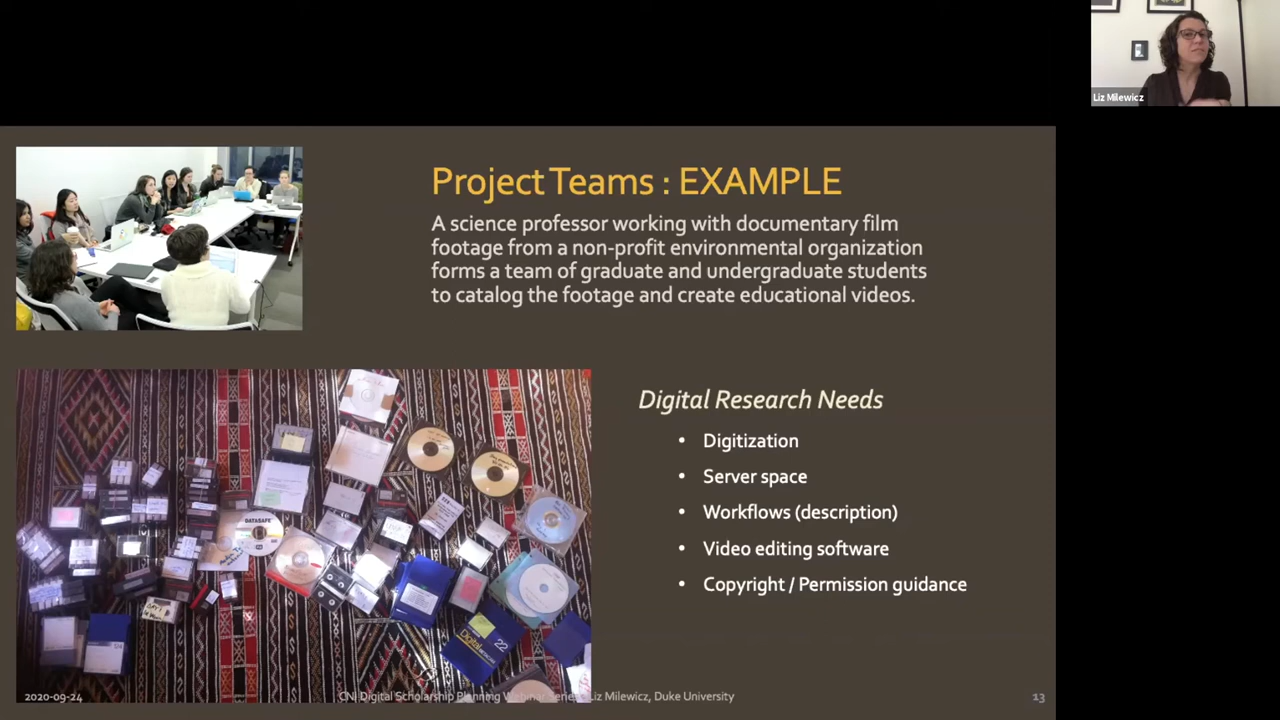 Liz Milewicz
Project Teams : EXAMPLE
A science professor working with documentary film
footage from a non-profit environmental organization
forms a team of graduate and undergraduate students
to catalog the footage and create educational videos.
Digital Research Needs
• Digitization
• Server space
• Workflows (description)
• Video editing software
• Copyright / Permission guidance
DATASAFE
Digital
22
2020-09-24
CNI Digital Scholarship Planning Webinar Series Liz Milewicz, Duke University
13